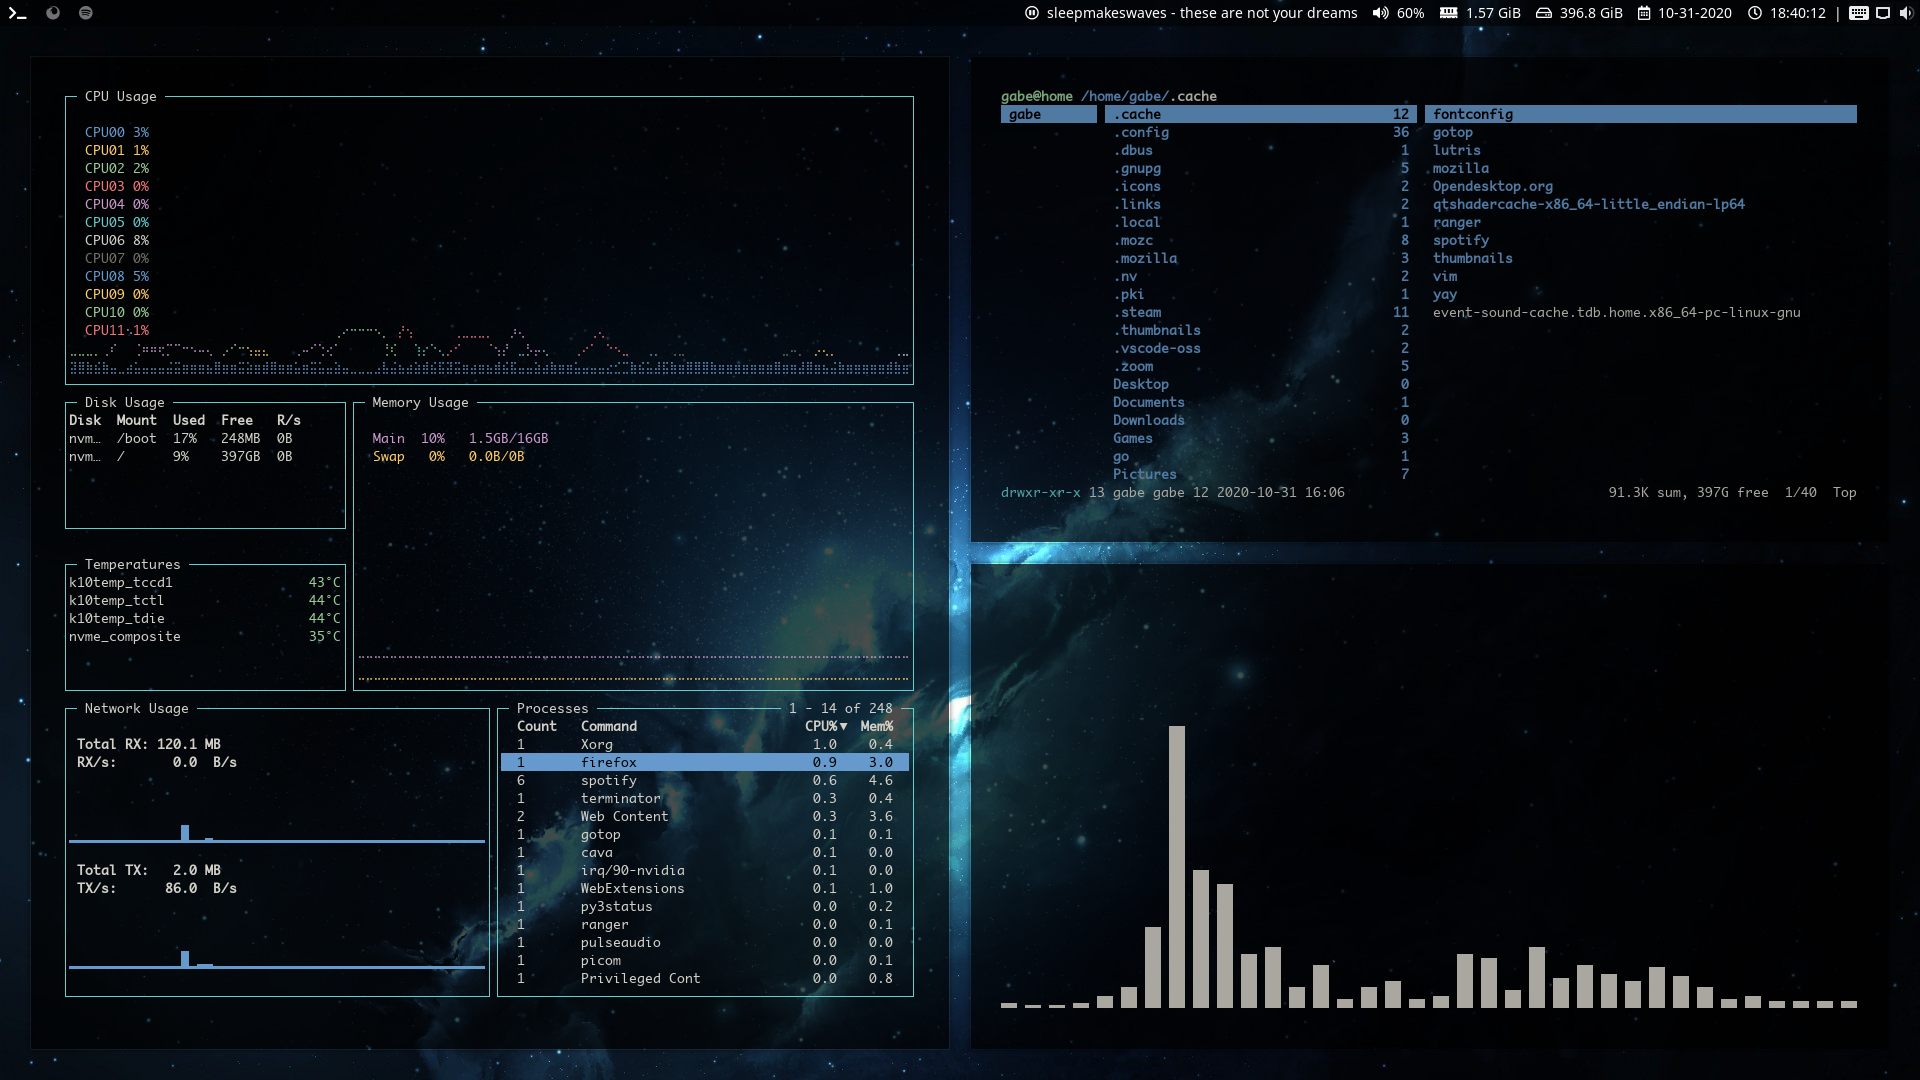 sleepmakeswaves - these are not your dreams 60% 1.57 GiB 396.8 GiB 10-31-2020 18:40:12 |
CPU Usage
CPU00 3%
CPU01 1%
CPU02 2%
CPU03 0%
CPU04 0%
CPU05 0%
CPU06 8%
CPU07 0%
CPU08 5%
CPU09 0%
CPU10 0%
CPU11 1%
Disk Usage
Disk Mount Used Free R/s
nvm… /boot 17% 248MB 0B
nvm… / 9% 397GB 0B
Memory Usage
Main 10% 1.5GB/16GB
Swap 0% 0.0B/0B
Temperatures
k10temp_tccd1 43°C
k10temp_tctl 44°C
k10temp_tdie 44°C
nvme_composite 35°C
Network Usage
Total RX: 120.1 MB
RX/s: 0.0 B/s
Total TX: 2.0 MB
TX/s: 86.0 B/s
Processes 1 - 14 of 248
Count Command CPU%▼ Mem%
1 Xorg 1.0 0.4
1 firefox 0.9 3.0
6 spotify 0.6 4.6
1 terminator 0.3 0.4
2 Web Content 0.3 3.6
1 gotop 0.1 0.1
1 cava 0.1 0.0
1 irq/90-nvidia 0.1 0.0
1 WebExtensions 0.1 1.0
1 py3status 0.0 0.2
1 ranger 0.0 0.1
1 pulseaudio 0.0 0.0
1 picom 0.0 0.1
1 Privileged Cont 0.0 0.8
gabe@home /home/gabe/.cache
gabe .cache 12 fontconfig
.config 36 gotop
.dbus 1 lutris
.gnupg 5 mozilla
.icons 2 Opendesktop.org
.links 2 qtshadercache-x86_64-little_endian-lp64
.local 1 ranger
.mozc 8 spotify
.mozilla 3 thumbnails
.nv 2 vim
.pki 1 yay
.steam 11 event-sound-cache.tdb.home.x86_64-pc-linux-gnu
.thumbnails 2
.vscode-oss 2
.zoom 5
Desktop 0
Documents 1
Downloads 0
Games 3
go 1
Pictures 7
drwxr-xr-x 13 gabe gabe 12 2020-10-31 16:06 91.3K sum, 397G free 1/40 Top